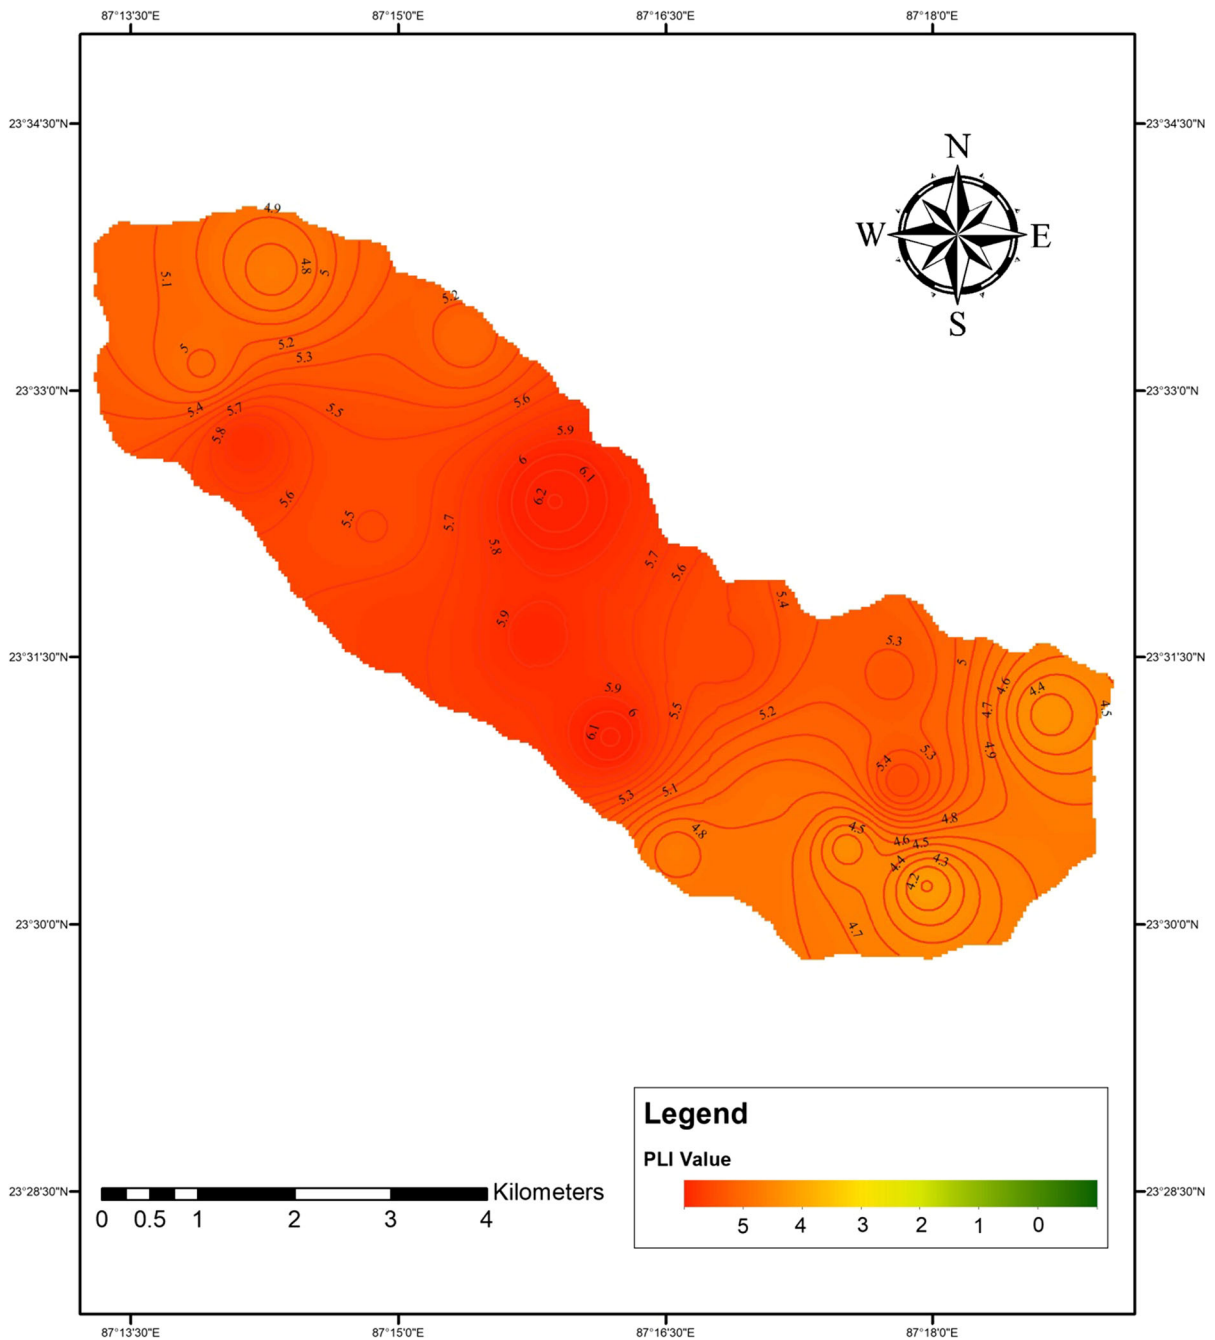 87°13'30"E 87°15'0"E 87°16'30"E 87°18'0"E
23°34'30"N 23°34'30"N
N
W E
S
4.9
4.8 5
5.1
5.2
5.2
5 5.3
5.4 5.7 5.5 5.6
23°33'0"N 23°33'0"N
5.8 5.9
6 6.1
6.2
5.6
5.5 5.7
5.8 5.7 5.6
5.4
5.9
5.3
23°31'30"N 23°31'30"N
5
5.9 4.6 4.4
4.7 4.5
6 5.5 5.2
6.1
5.4 5.3 4.9
5.3 5.1
4.8
4.8 4.5 4.6 4.5
4.4 4.3
4.2
23°30'0"N 23°30'0"N
4.7
Legend
PLI Value
5 4 3 2 1 0
23°28'30"N 23°28'30"N
Kilometers
0 0.5 1 2 3 4
87°13'30"E 87°15'0"E 87°16'30"E 87°18'0"E